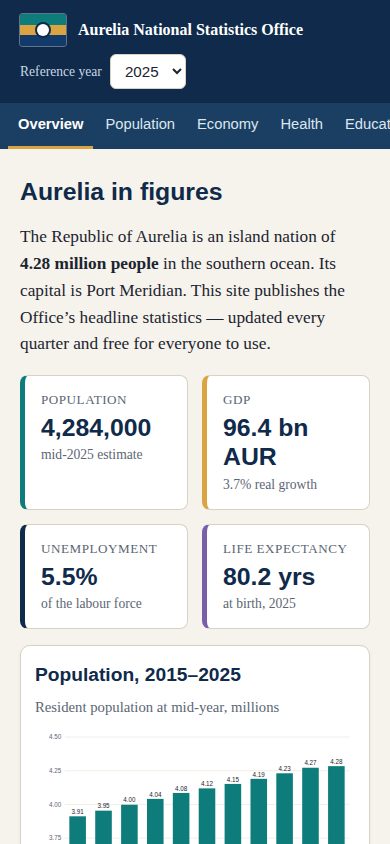 Aurelia National Statistics Office
Reference year 2025
Overview Population Economy Health Educat
Aurelia in figures
The Republic of Aurelia is an island nation of
4.28 million people in the southern ocean. Its
capital is Port Meridian. This site publishes the
Office’s headline statistics — updated every
quarter and free for everyone to use.
POPULATION
4,284,000
mid-2025 estimate
GDP
96.4 bn
AUR
3.7% real growth
UNEMPLOYMENT
5.5%
of the labour force
LIFE EXPECTANCY
80.2 yrs
at birth, 2025
Population, 2015–2025
Resident population at mid-year, millions
4.50
4.25
4.00
3.75
3.91 3.95 4.00 4.04 4.08 4.12 4.15 4.19 4.23 4.27 4.28